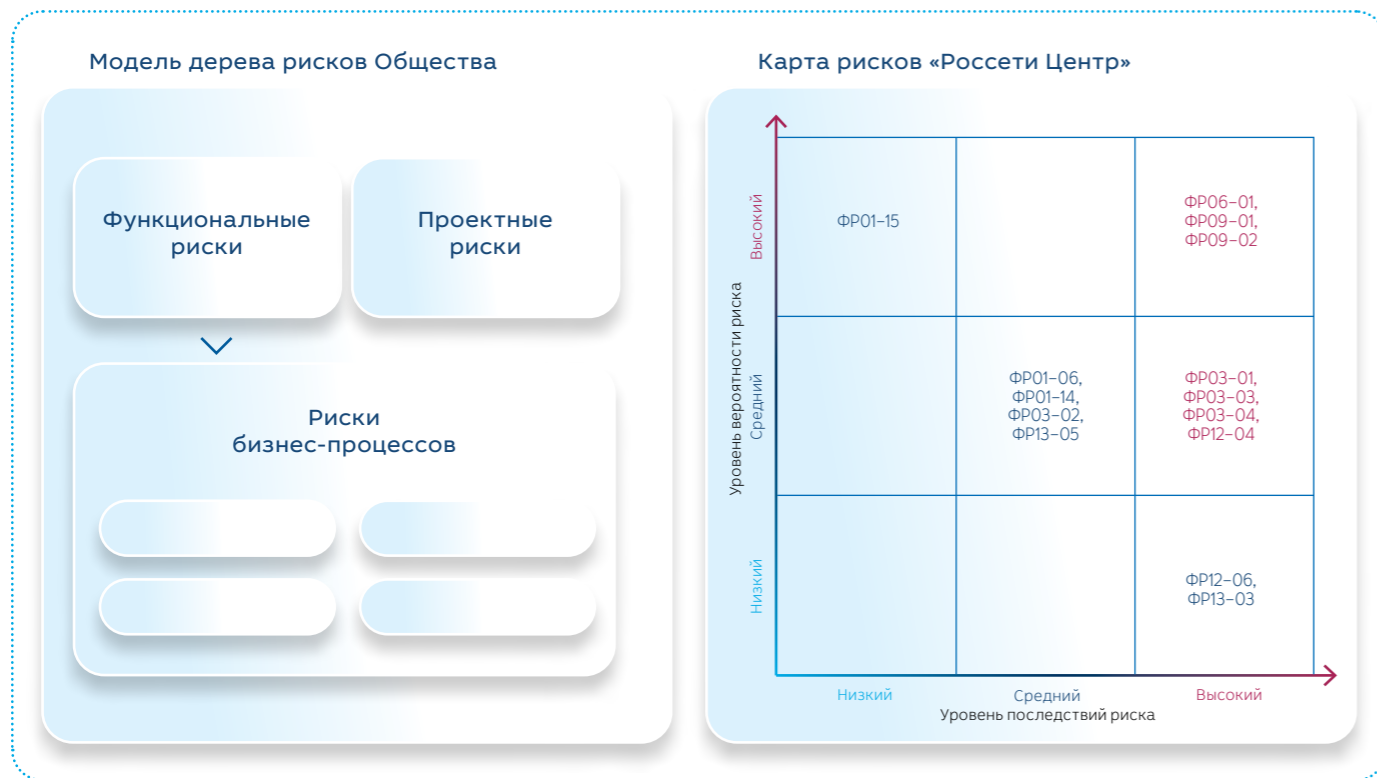 Модель дерева рисков Общества
Функциональные
риски
Проектные
риски
Риски
бизнес-процессов
Карта рисков «Россети Центр»
Уровень вероятности риска
Высокий
Средний
Низкий
ФР01–15
ФР06–01,
ФР09–01,
ФР09–02
ФР01–06,
ФР01–14,
ФР03–02,
ФР13–05
ФР03–01,
ФР03–03,
ФР03–04,
ФР12–04
ФР12–06,
ФР13–03
Низкий
Средний
Высокий
Уровень последствий риска